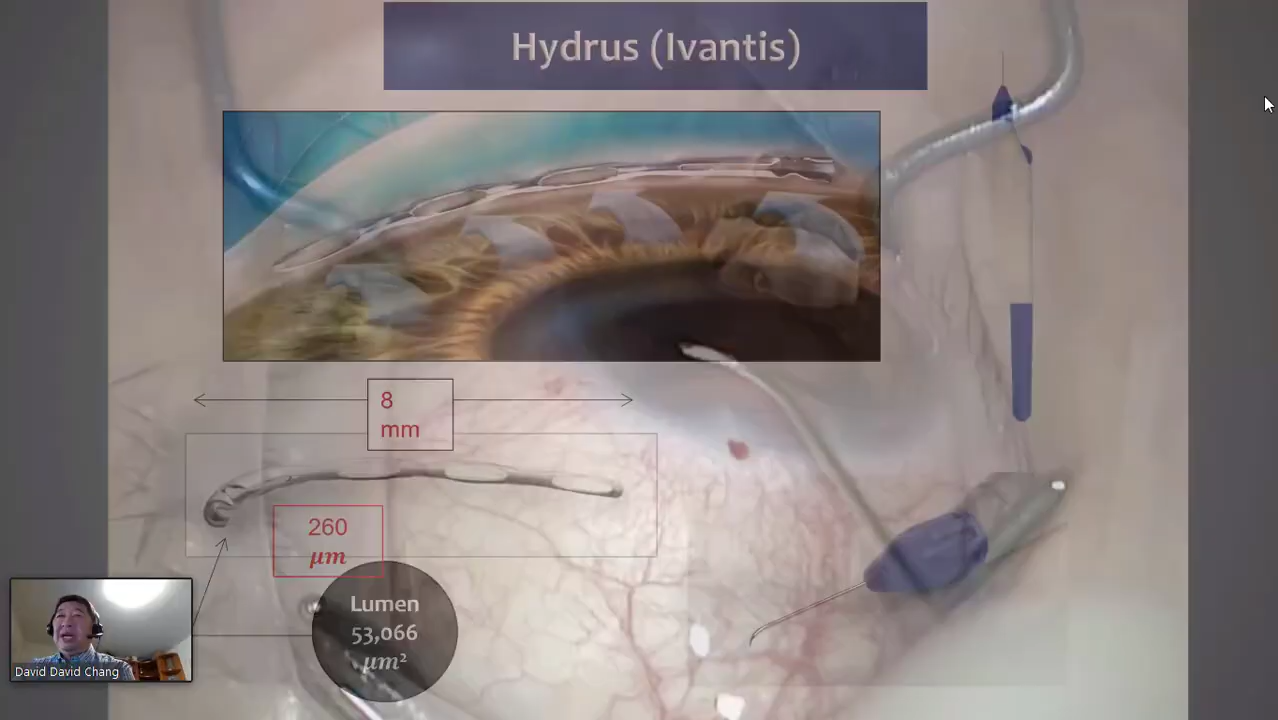 Hydrus (Ivantis)
8
mm
260
μm
Lumen
53,066
μm²
David David Chang